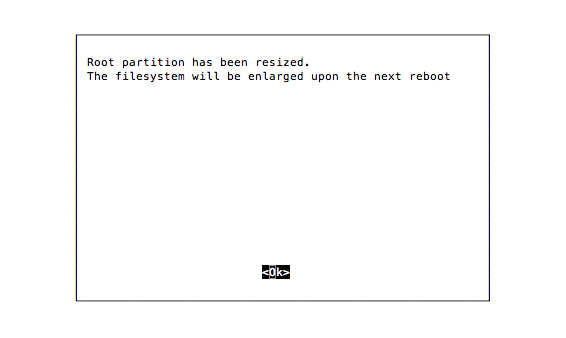 Root partition has been resized.
The filesystem will be enlarged upon the next reboot
<Ok>